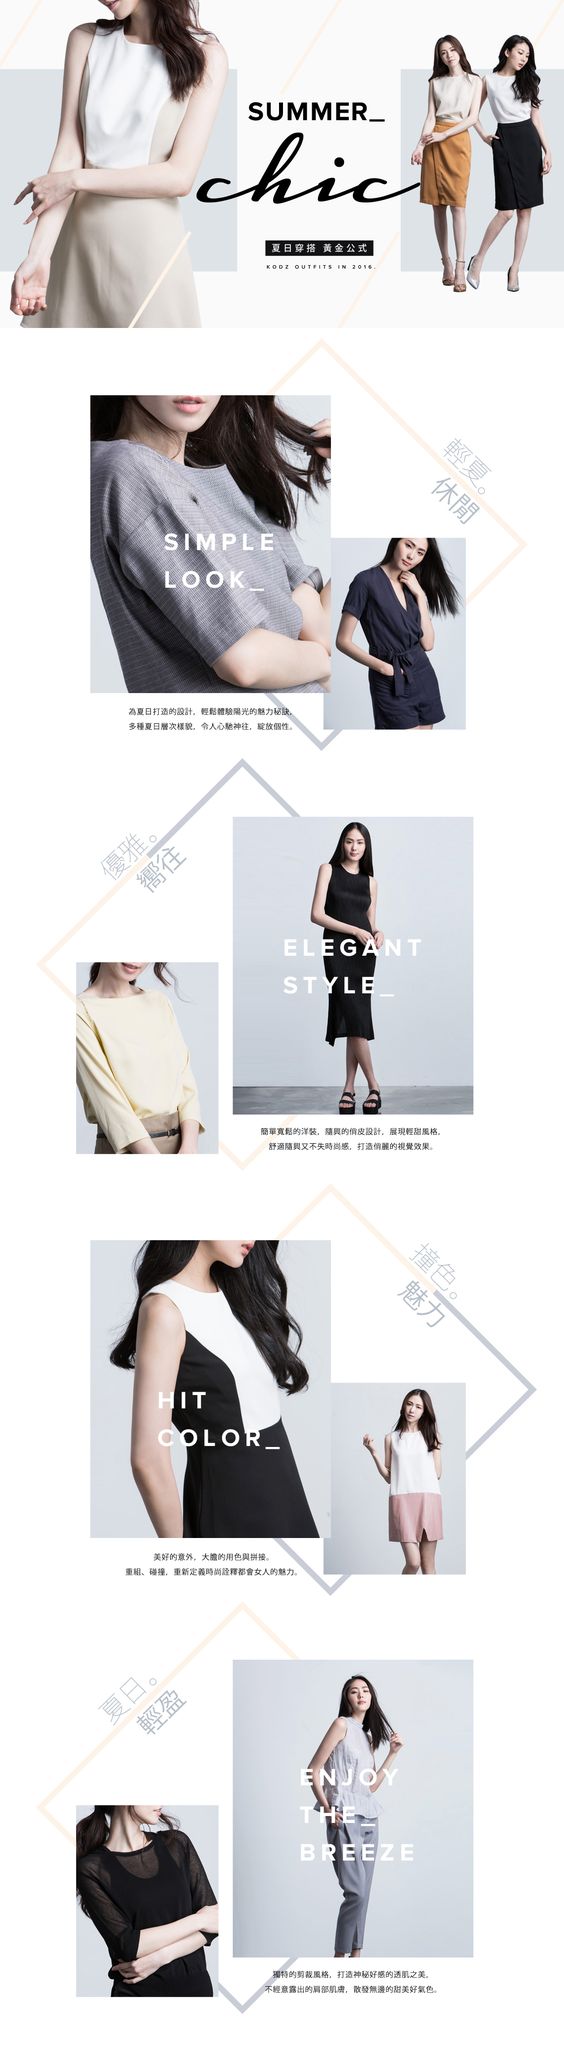 SUMMER_
chic
夏日穿搭 黃金公式
KODZ OUTFITS IN 2016.
輕夏。
休閒
SIMPLE
LOOK_
為夏日打造的設計，輕鬆體驗陽光的魅力秘訣，
多種夏日層次樣貌，令人心馳神往，綻放個性。
優雅。
嚮往
ELEGANT
STYLE_
簡單寬鬆的洋裝，隨興的俏皮設計，展現輕甜風格，
舒適隨興又不失時尚感，打造俏麗的視覺效果。
撞色。
魅力
HIT
COLOR_
美好的意外，大膽的用色與拼接。
重組、碰撞，重新定義時尚詮釋都會女人的魅力。
夏日。
輕盈
ENJOY
THE_
BREEZE
獨特的剪裁風格，打造神秘好感的透肌之美，
不經意露出的肩部肌膚，散發無邊的甜美好氣色。